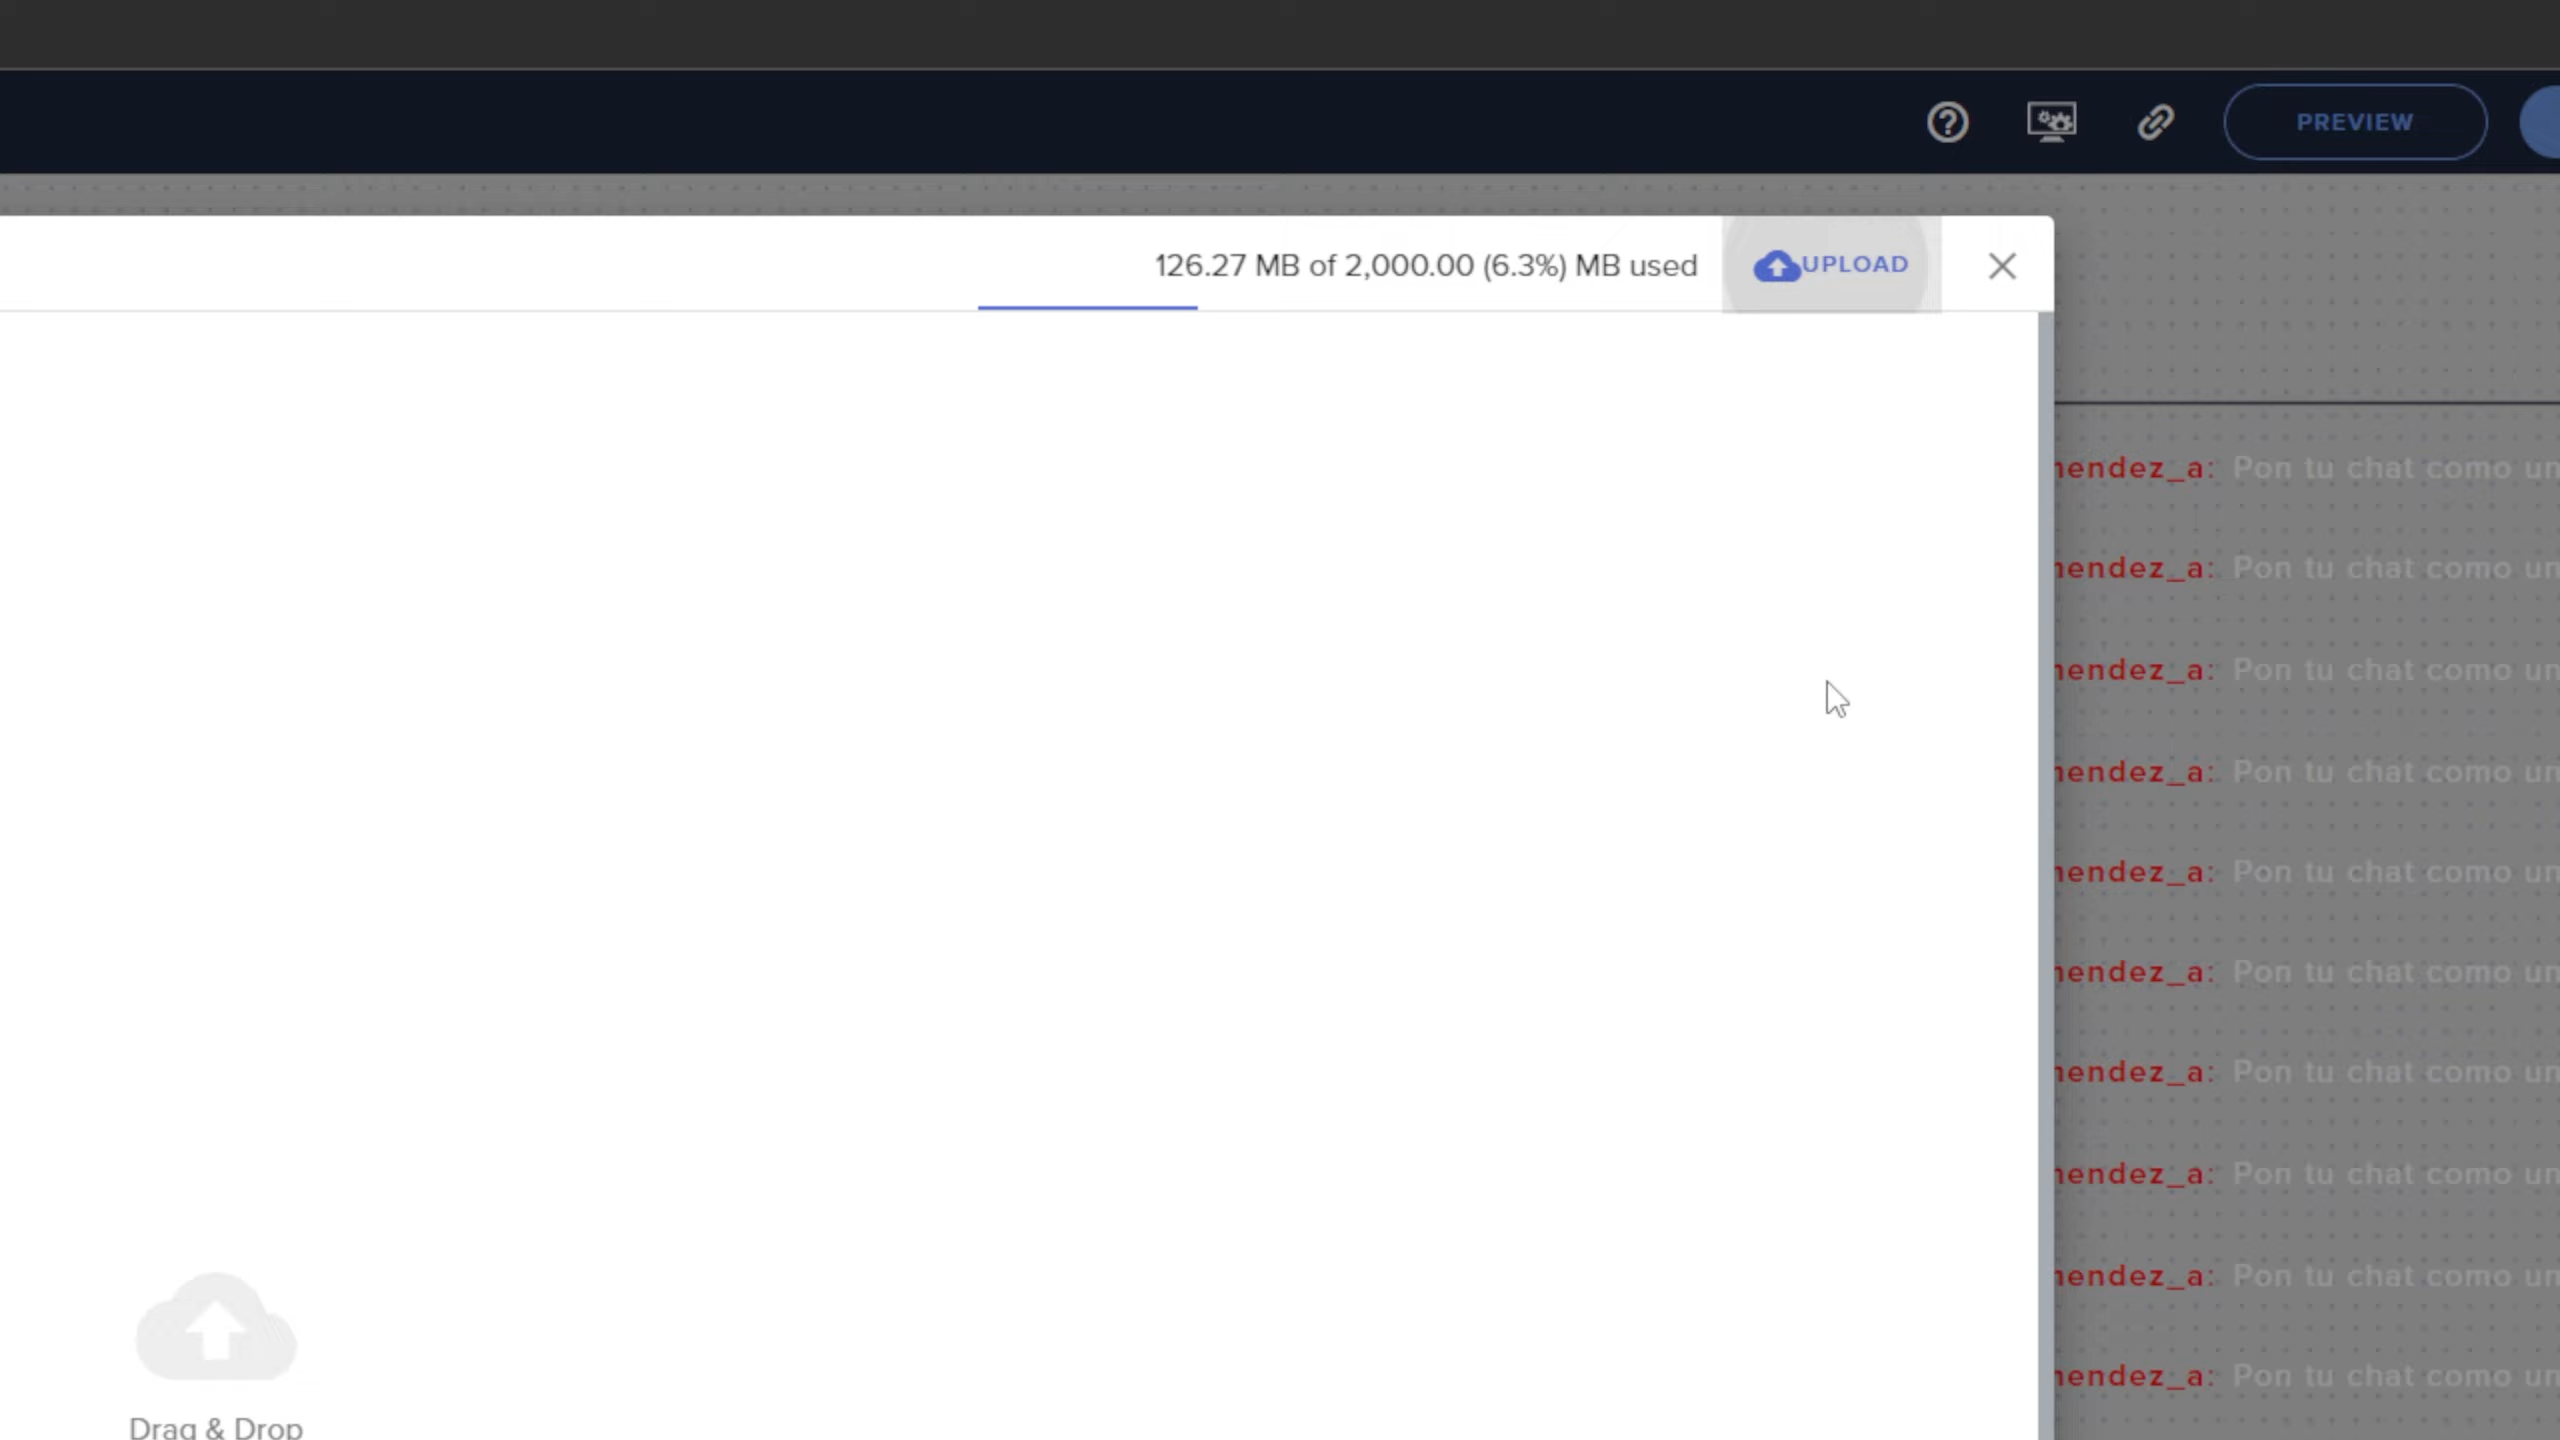 PREVIEW
126.27 MB of 2,000.00 (6.3%) MB used
UPLOAD
endez_a: Pon tu chat como un
endez_a: Pon tu chat como un
endez_a: Pon tu chat como un
endez_a: Pon tu chat como un
endez_a: Pon tu chat como un
endez_a: Pon tu chat como un
endez_a: Pon tu chat como un
endez_a: Pon tu chat como un
endez_a: Pon tu chat como un
endez_a: Pon tu chat como un
Drag & Drop